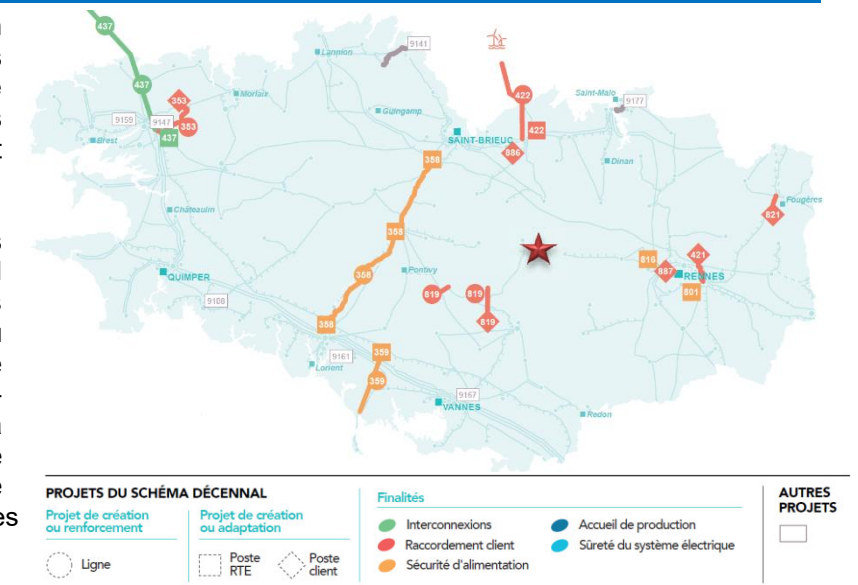 437
9141
Lannion
437
353
Morlaix
422
Saint-Malo
9177
9159
9147
353
Guingamp
437
Brest
SAINT-BRIEUC
422
886
358
Dinan
Châteaulin
Fougères
821
358
816
421
QUIMPER
358
Pontivy
887
RENNES
9108
819
819
801
358
819
9161
359
Lorient
359
9167
VANNES
Redon
PROJETS DU SCHÉMA DÉCENNAL
Projet de création
ou renforcement
Ligne
Projet de création
ou adaptation
Poste
RTE
Poste
client
Finalités
Interconnexions
Raccordement client
Sécurité d'alimentation
Accueil de production
Sûreté du système électrique
AUTRES
PROJETS
es